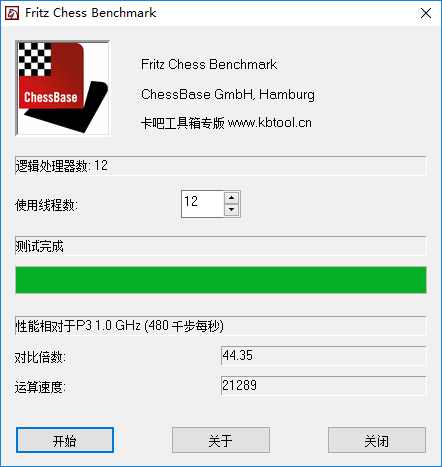 Fritz Chess Benchmark
ChessBase
Fritz Chess Benchmark
ChessBase GmbH, Hamburg
卡吧工具箱专版 www.kbtool.cn
逻辑处理器数: 12
使用线程数: 12
测试完成
性能相对于P3 1.0 GHz (480 千步每秒)
对比倍数: 44.35
运算速度: 21289
开始 关于 关闭